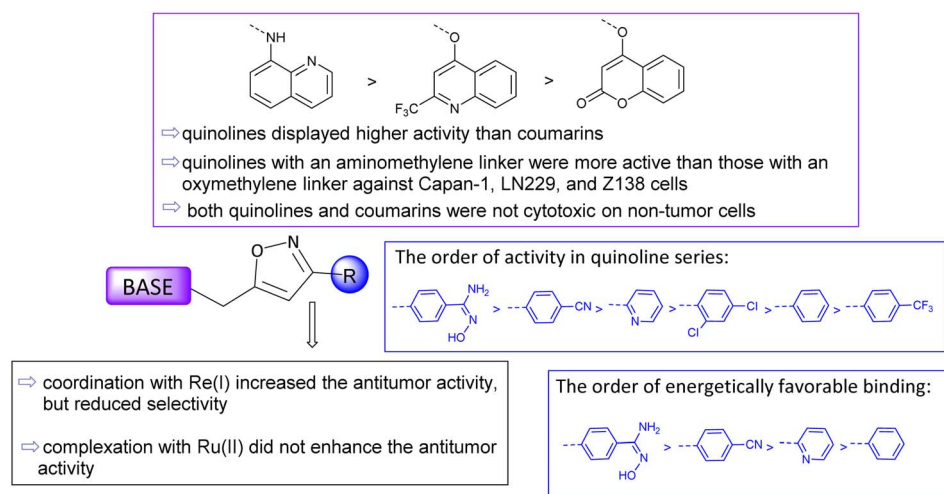 NH
N
>
O
F₃C
N
>
O
O
O
⇨ quinolines displayed higher activity than coumarins
⇨ quinolines with an aminomethylene linker were more active than those with an
oxymethylene linker against Capan-1, LN229, and Z138 cells
⇨ both quinolines and coumarins were not cytotoxic on non-tumor cells
O N
BASE
R
The order of activity in quinoline series:
NH₂
N
HO
>
CN
>
N
>
Cl
Cl
>
>
CF₃
⇨ coordination with Re(I) increased the antitumor activity,
but reduced selectivity
⇨ complexation with Ru(II) did not enhance the antitumor
activity
The order of energetically favorable binding:
NH₂
N
HO
>
CN
>
N
>